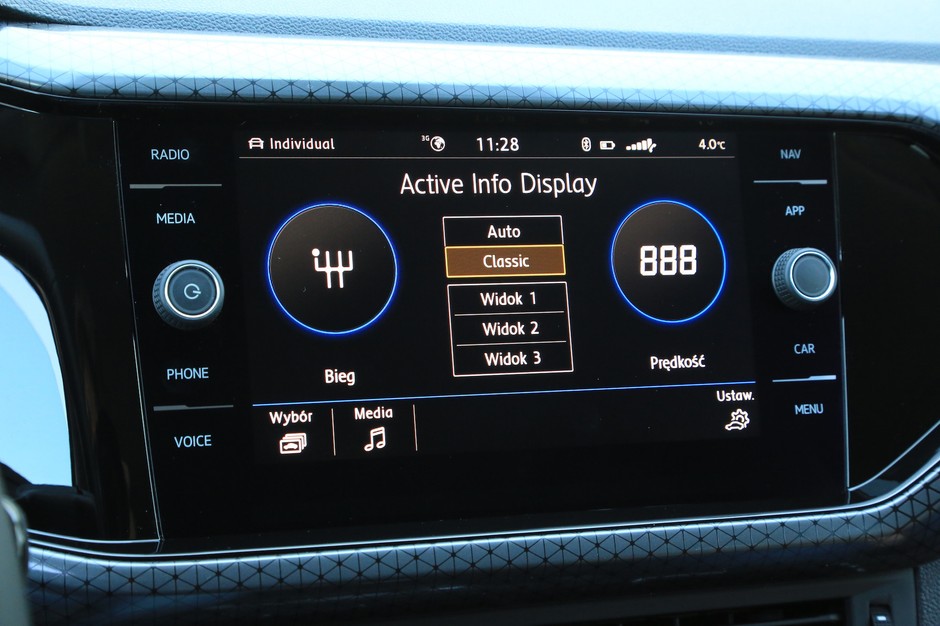 RADIO
MEDIA
PHONE
VOICE
Individual 3G 11:28 4.0°C
Active Info Display
Auto
Classic
Widok 1
Widok 2
Widok 3
888
Bieg
Prędkość
Wybór
Media
Ustaw.
NAV
APP
CAR
MENU